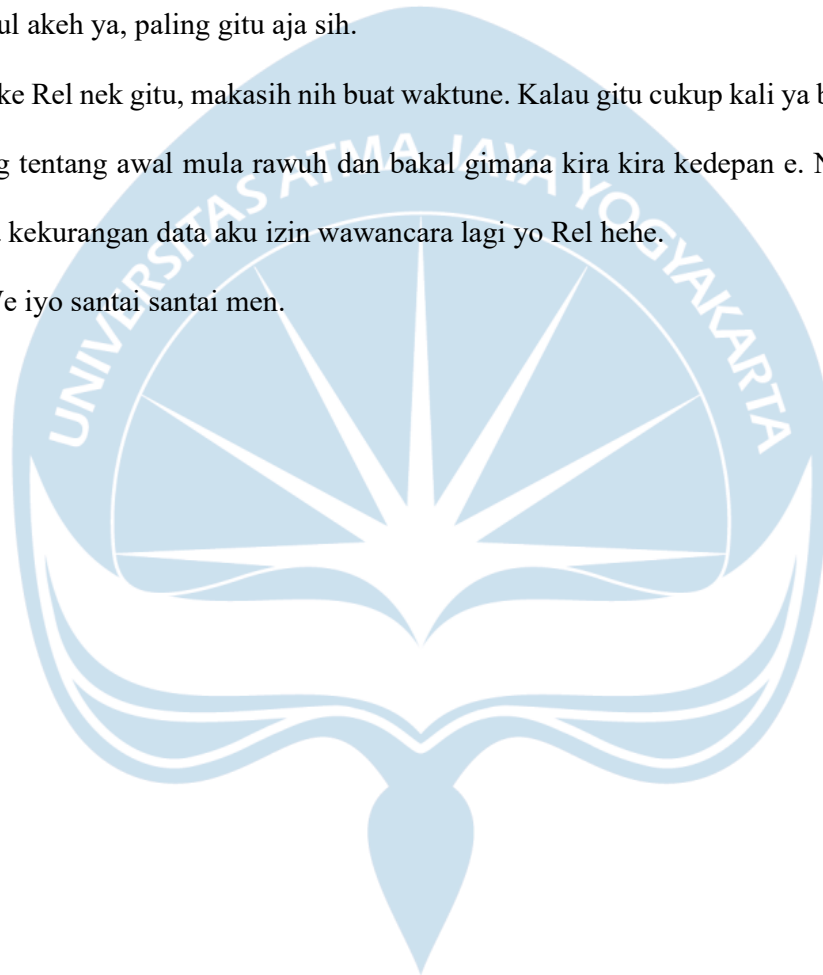 ul akeh ya, paling gitu aja sih.
ke Rel nek gitu, makasih nih buat waktune. Kalau gitu cukup kali ya
tentang awal mula rawuh dan bakal gimana kira kira kedepan e.
kekurangan data aku izin wawancara lagi yo Rel hehe.
e iyo santai santai men.
UNIVERSITAS ATMA JAYA YOGYAKARTA